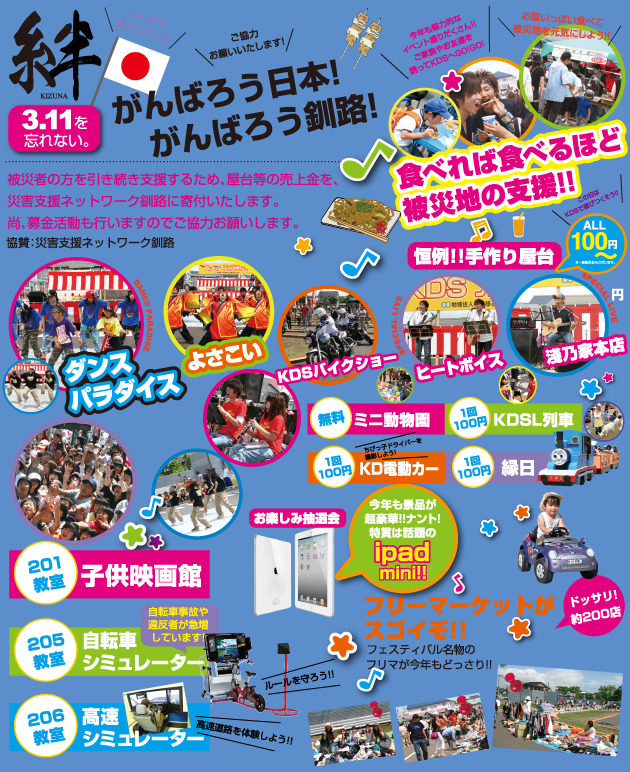 絆
KIZUNA
3.11を
忘れない。
ご協力
お願いいたします!
がんばろう日本!
がんばろう釧路!
今年も魅力的な
イベント盛りだくさん!!
ご家族やお友達を
誘ってKDSへGO!GO!
お腹いっぱい食べて
被災地を元気にしよう!!
食べれば食べるほど
被災地の支援!!
被災者の方を引き続き支援するため、屋台等の売上金を、
災害支援ネットワーク釧路に寄付いたします。
尚、募金活動も行いますのでご協力お願いします。
協賛:災害支援ネットワーク釧路
この日は
恒例!!手作り屋台
ALL
100円〜
円
DANCE PARADISE
ダンス
パラダイス
よさこい
KDSバイクショー
SPECIAL LIVE
ヒートボイス
SPECIAL LIVE
淺乃家本店
無料
ミニ動物園
1回
100円
KDSL列車
ちびっ子ドライバーを
撮影しよう!
1回
100円
KD電動カー
1回
100円
縁日
お楽しみ抽選会
今年も景品が
超豪華!!ナント!
特賞は話題の
ipad
mini!!
201
教室
子供映画館
自転車事故や
違反者が急増
しています!
205
教室
自転車
シミュレーター
ルールを守ろう!!
206
教室
高速
シミュレーター
高速道路を体験しよう!!
フリーマーケットが
スゴイぞ!!
フェスティバル名物の
フリマが今年もどっさり!!
ドッサリ!
約200店